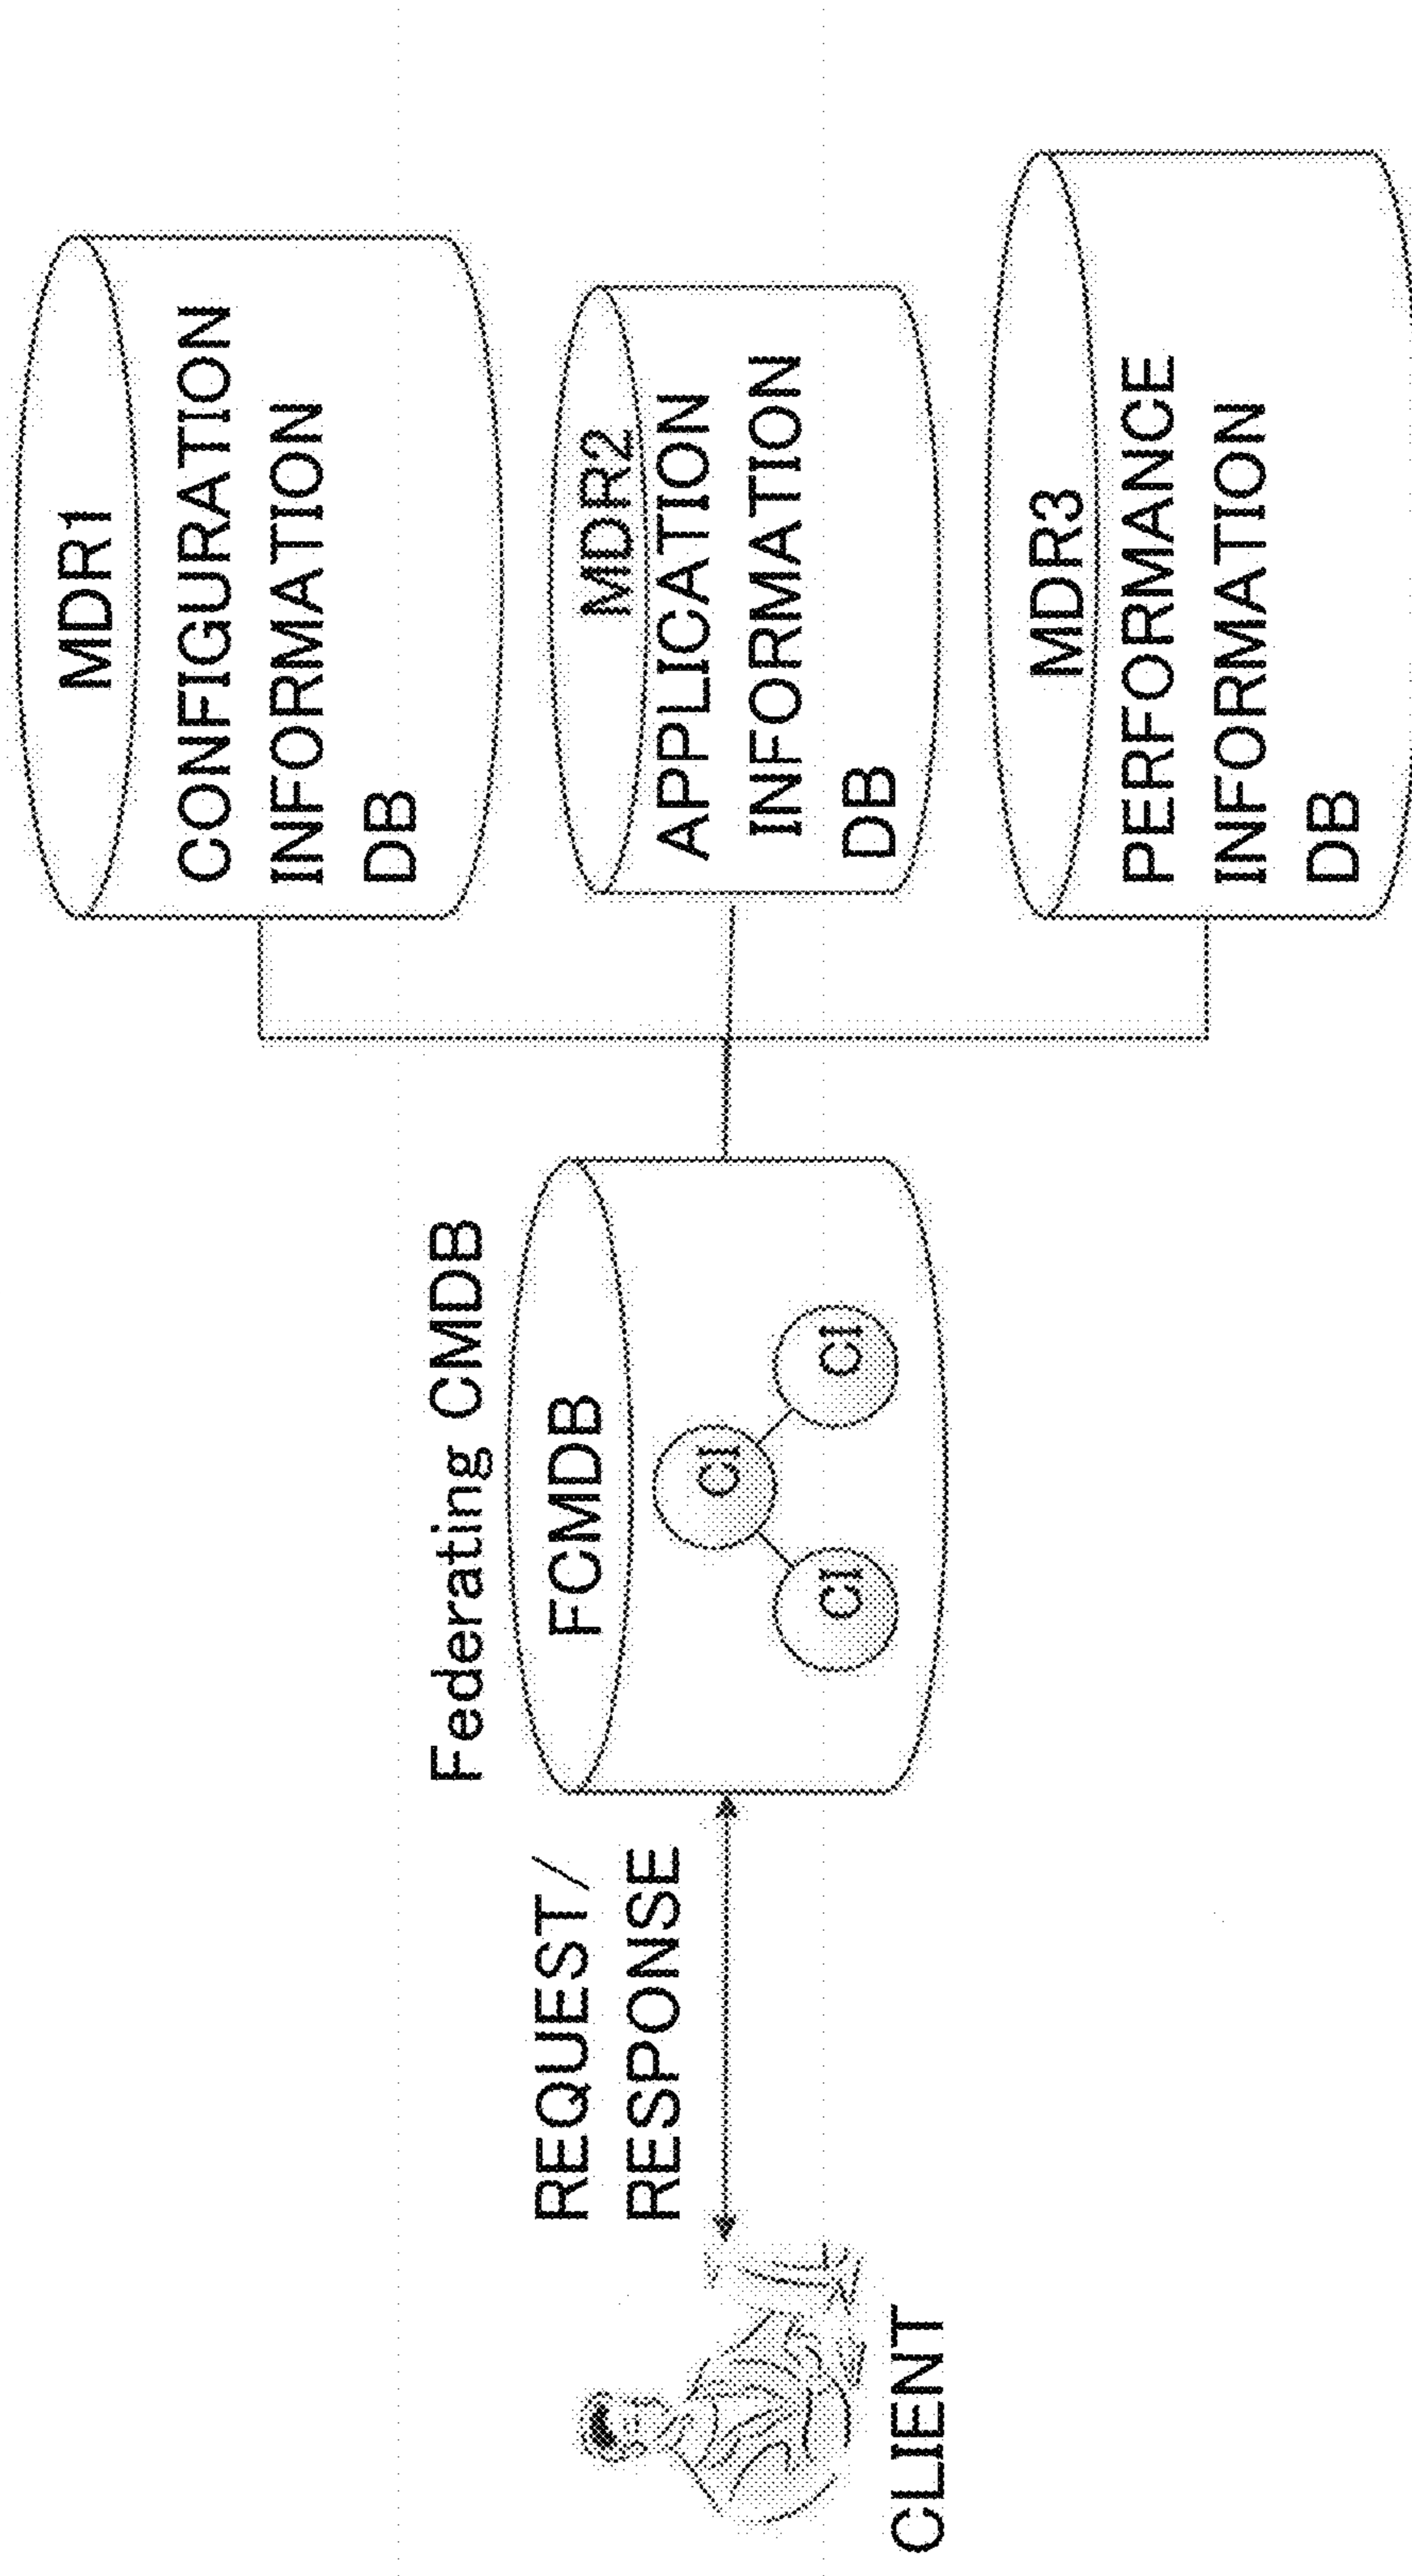 MDR1
CONFIGURATION
INFORMATION
DB
Federating CMDB
FCMDB
CI
CI
CI
REQUEST/
RESPONSE
CLIENT
MDR2
APPLICATION
INFORMATION
DB
MDR3
PERFORMANCE
INFORMATION
DB